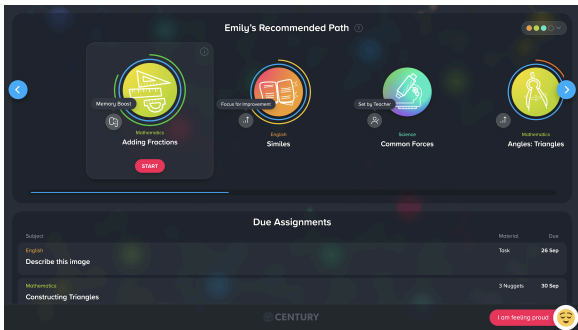 Emily's Recommended Path
Memory Boost
Mathematics
Adding Fractions
START
Focus for Improvement
English
Similes
Set by Teacher
Science
Common Forces
Mathematics
Angles: Triangles
Due Assignments
Subject Material Due
English Task 26 Sep
Describe this image
Mathematics 3 Nuggets 30 Sep
Constructing Triangles
CENTURY
I am feeling proud